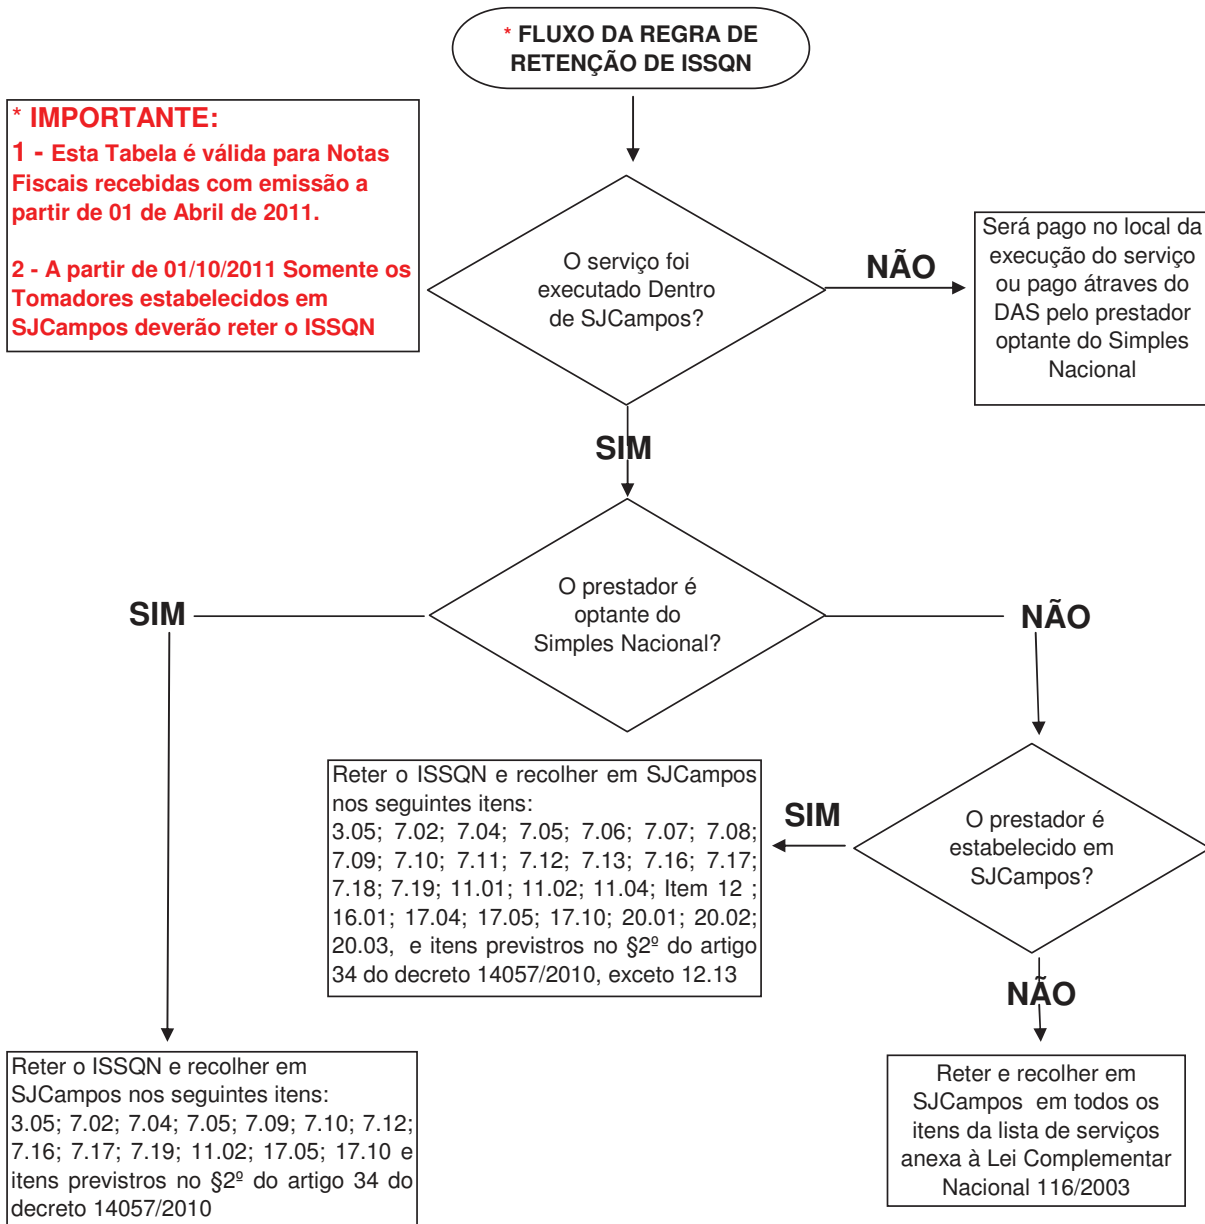 * FLUXO DA REGRA DE
RETENÇÃO DE ISSQN
* IMPORTANTE:
1 - Esta Tabela é válida para Notas
Fiscais recebidas com emissão a
partir de 01 de Abril de 2011.
2 - A partir de 01/10/2011 Somente os
Tomadores estabelecidos em
SJCampos deverão reter o ISSQN
O serviço foi
executado Dentro
de SJCampos?
NÃO
Será pago no local da
execução do serviço
ou pago átraves do
DAS pelo prestador
optante do Simples
Nacional
SIM
O prestador é
optante do
Simples Nacional?
SIM
NÃO
Reter o ISSQN e recolher em SJCampos
nos seguintes itens:
3.05; 7.02; 7.04; 7.05; 7.06; 7.07; 7.08;
7.09; 7.10; 7.11; 7.12; 7.13; 7.16; 7.17;
7.18; 7.19; 11.01; 11.02; 11.04; Item 12 ;
16.01; 17.04; 17.05; 17.10; 20.01; 20.02;
20.03, e itens previstros no §2º do artigo
34 do decreto 14057/2010, exceto 12.13
SIM
O prestador é
estabelecido em
SJCampos?
NÃO
Reter o ISSQN e recolher em
SJCampos nos seguintes itens:
3.05; 7.02; 7.04; 7.05; 7.09; 7.10; 7.12;
7.16; 7.17; 7.19; 11.02; 17.05; 17.10 e
itens previstros no §2º do artigo 34 do
decreto 14057/2010
Reter e recolher em
SJCampos em todos os
itens da lista de serviços
anexa à Lei Complementar
Nacional 116/2003